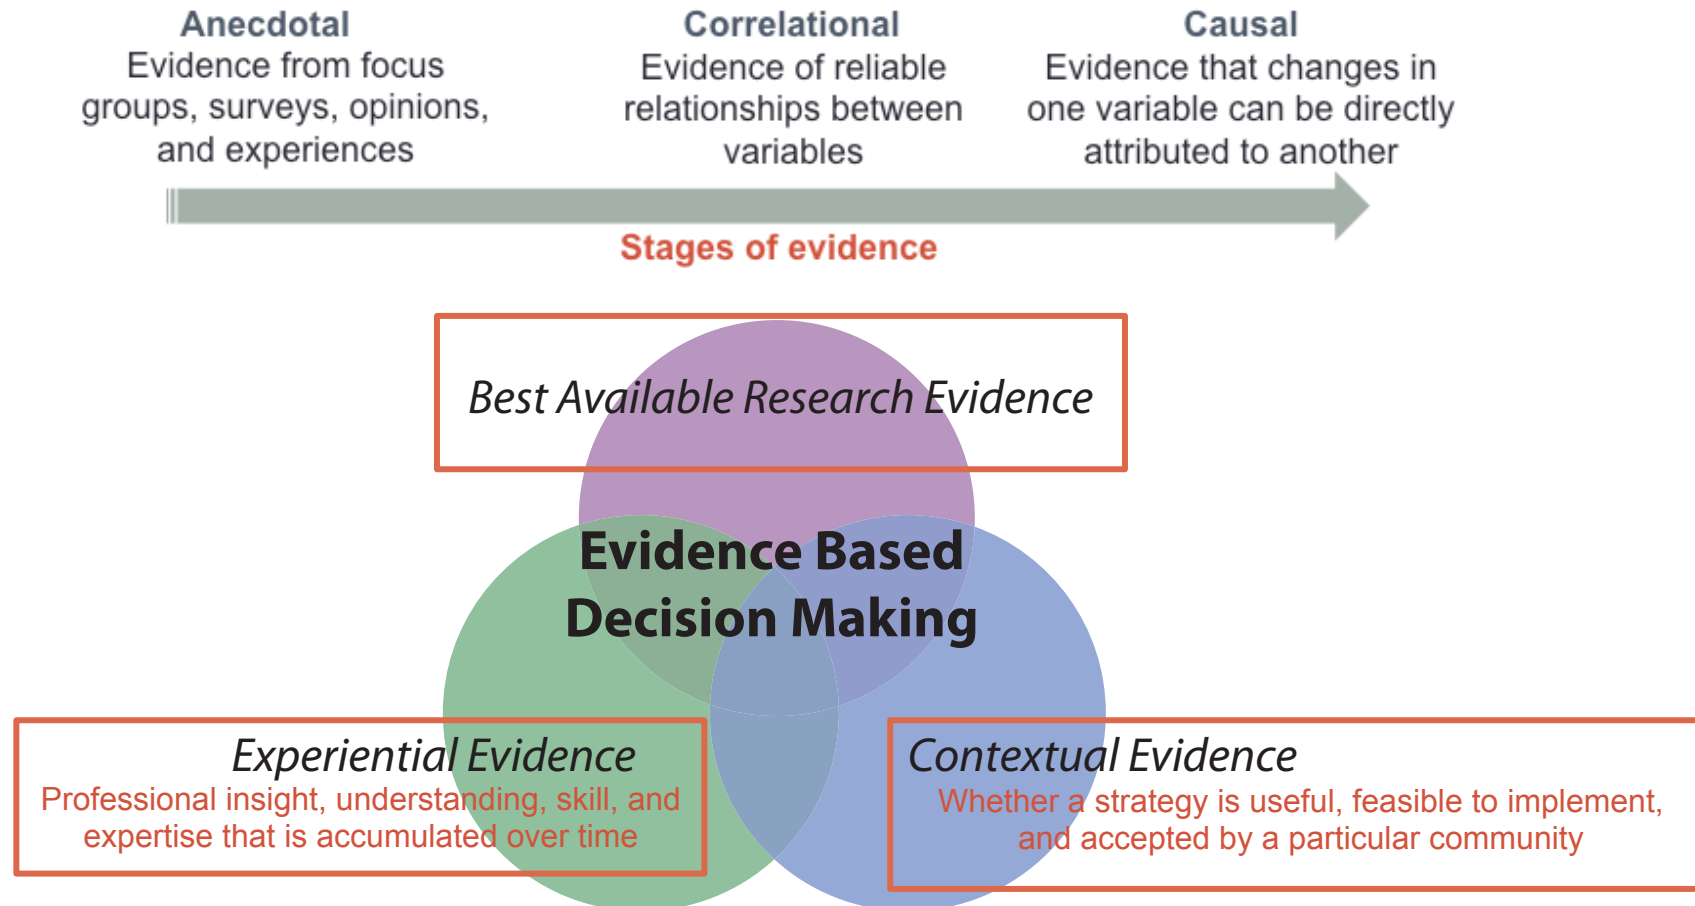 Anecdotal
Evidence from focus
groups, surveys, opinions,
and experiences
Correlational
Evidence of reliable
relationships between
variables
Causal
Evidence that changes in
one variable can be directly
attributed to another
Stages of evidence
Best Available Research Evidence
Evidence Based
Decision Making
Experiential Evidence
Professional insight, understanding, skill, and
expertise that is accumulated over time
Contextual Evidence
Whether a strategy is useful, feasible to implement,
and accepted by a particular community